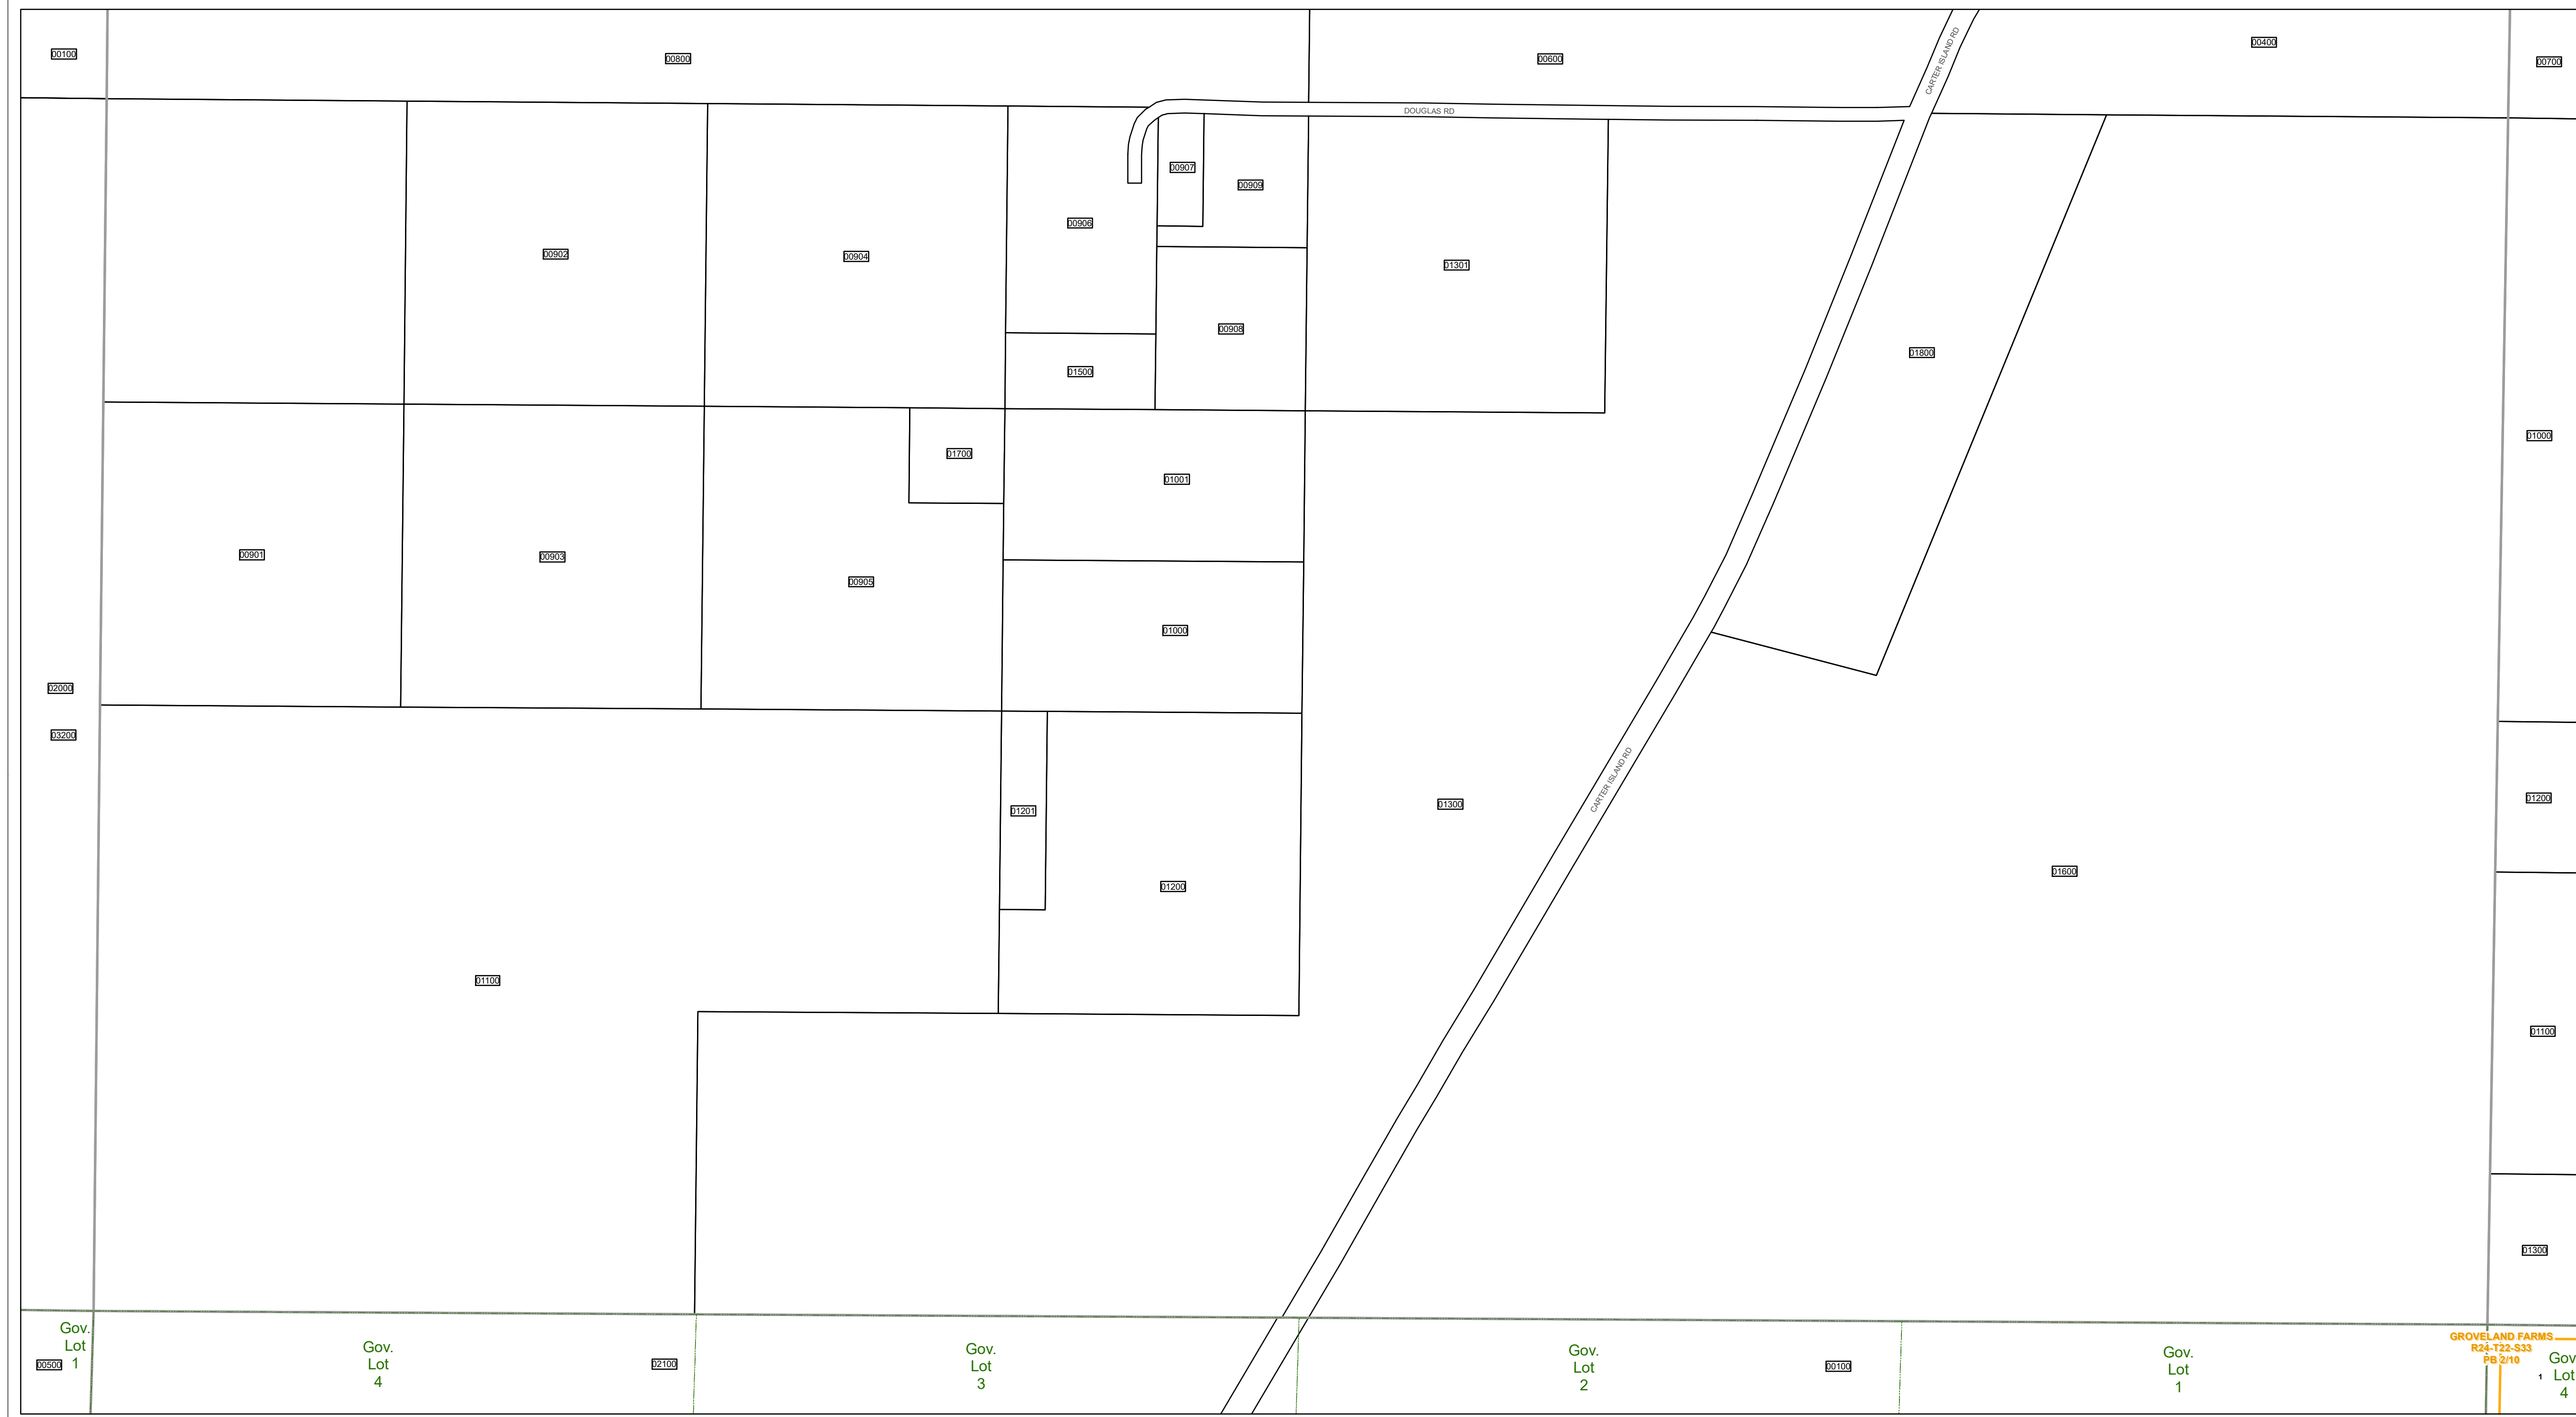 00100
00800
00600
CARTER ISLAND RD
00400
00700
DOUGLAS RD
00907
00909
00906
00902
00904
01301
00908
01800
01500
01000
01700
01001
00901
00903
00905
01000
02000
03200
CARTER ISLAND RD
01300
01200
01201
01600
01200
01100
01100
01300
Gov.
Lot
1
00500
Gov.
Lot
4
02100
Gov.
Lot
3
Gov.
Lot
2
00100
Gov.
Lot
1
GROVELAND FARMS
R24-T22-S33
PB 2/10
1
Gov
Lot
4